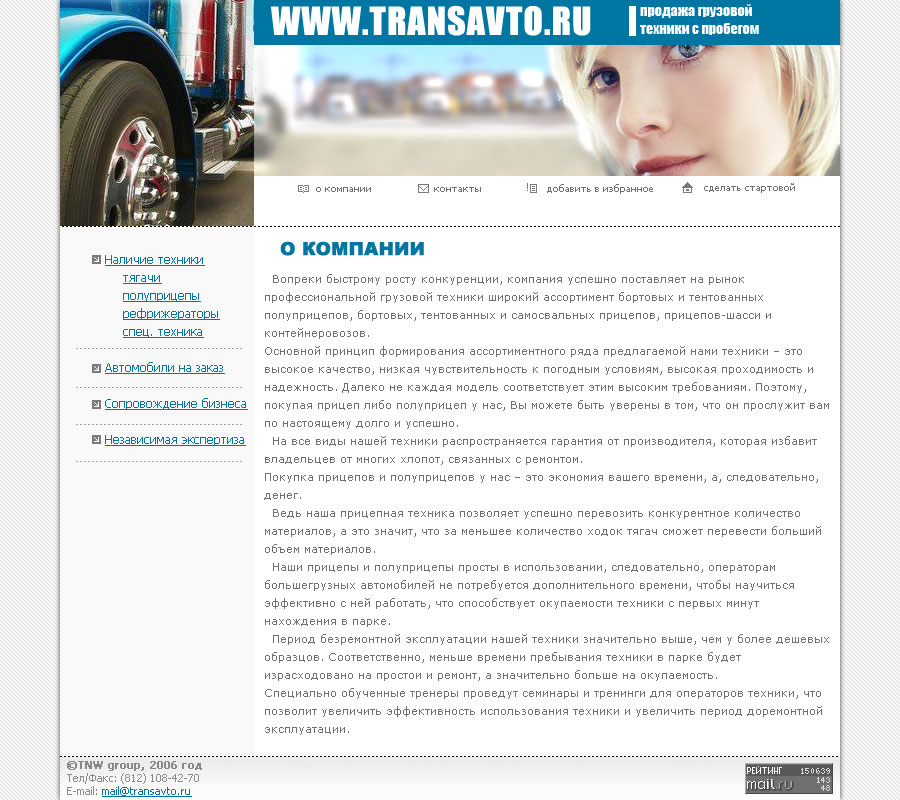 WWW.TRANSAVTO.RU
продажа грузовой
техники с пробегом
о компании
контакты
добавить в избранное
сделать стартовой
Наличие техники
тягачи
полуприцепы
рефрижераторы
спец. техника
Автомобили на заказ
Сопровождение бизнеса
Независимая экспертиза
О КОМПАНИИ
Вопреки быстрому росту конкуренции, компания успешно поставляет на рынок
профессиональной грузовой техники широкий ассортимент бортовых и тентованных
полуприцепов, бортовых, тентованных и самосвальных прицепов, прицепов-шасси и
контейнеровозов.
Основной принцип формирования ассортиментного ряда предлагаемой нами техники – это
высокое качество, низкая чувствительность к погодным условиям, высокая проходимость и
надежность. Далеко не каждая модель соответствует этим высоким требованиям. Поэтому,
покупая прицеп либо полуприцеп у нас, Вы можете быть уверены в том, что он прослужит вам
по настоящему долго и успешно.
На все виды нашей техники распространяется гарантия от производителя, которая избавит
владельцев от многих хлопот, связанных с ремонтом.
Покупка прицепов и полуприцепов у нас – это экономия вашего времени, а, следовательно,
денег.
Ведь наша прицепная техника позволяет успешно перевозить конкурентное количество
материалов, а это значит, что за меньшее количество ходок тягач сможет перевести больший
объем материалов.
Наши прицепы и полуприцепы просты в использовании, следовательно, операторам
большегрузных автомобилей не потребуется дополнительного времени, чтобы научиться
эффективно с ней работать, что способствует окупаемости техники с первых минут
нахождения в парке.
Период безремонтной эксплуатации нашей техники значительно выше, чем у более дешевых
образцов. Соответственно, меньше времени пребывания техники в парке будет
израсходовано на простои и ремонт, а значительно больше на окупаемость.
Специально обученные тренеры проведут семинары и тренинги для операторов техники, что
позволит увеличить эффективность использования техники и увеличить период доремонтной
эксплуатации.
©TNW group, 2006 год
Тел/Факс: (812) 108-42-70
E-mail: mail@transavto.ru
РЕЙТИНГ 150639
143
mail.ru 48